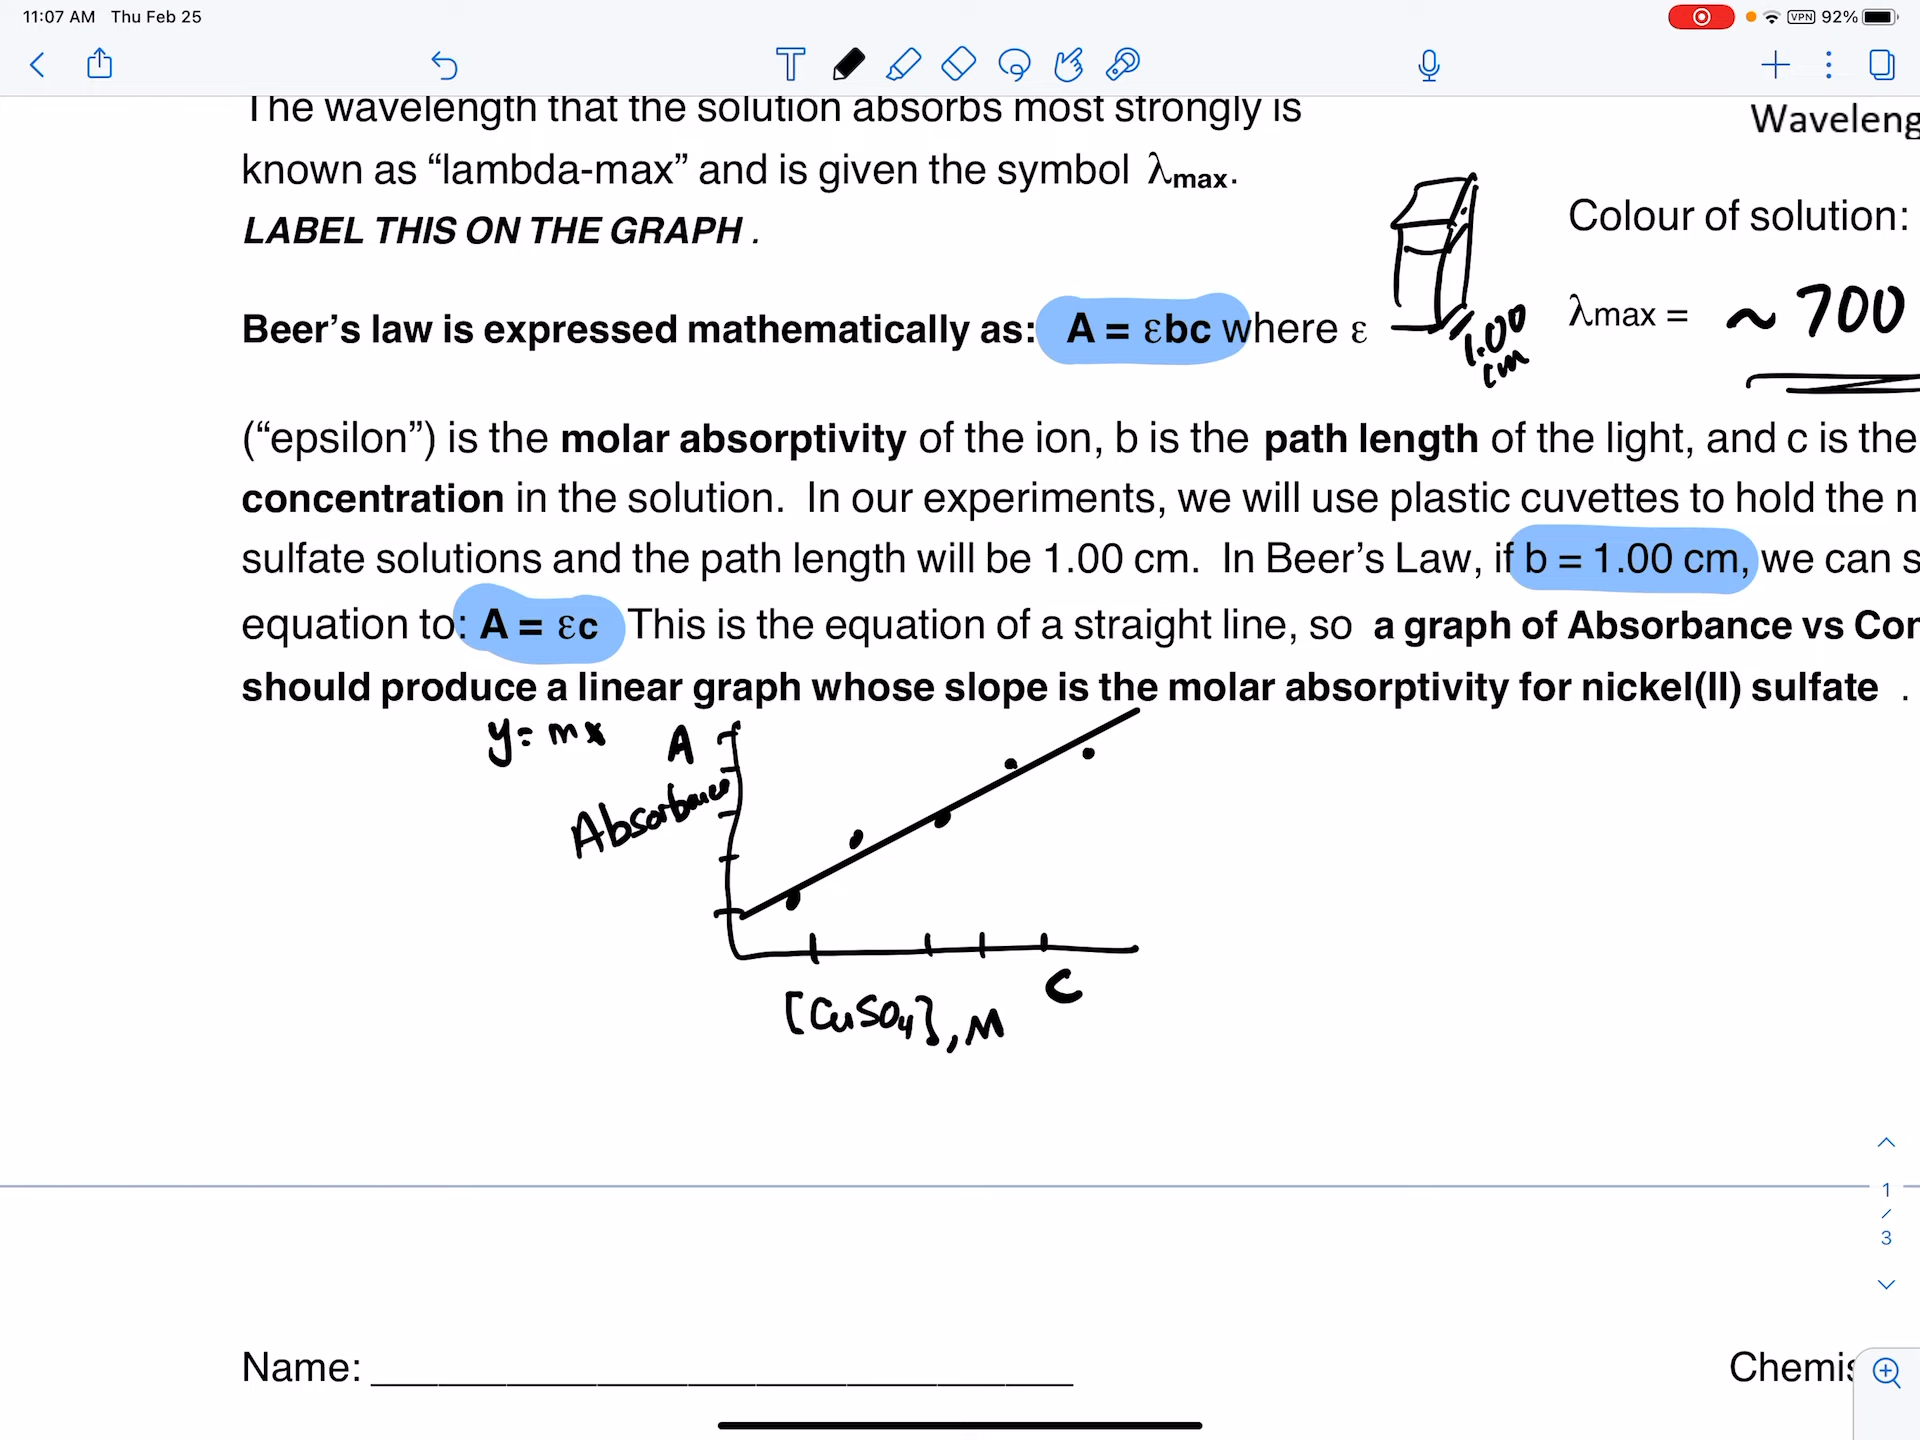 11:07 AM Thu Feb 25
VPN 92%
The wavelength that the solution absorbs most strongly is
known as “lambda-max” and is given the symbol λmax.
LABEL THIS ON THE GRAPH .
Waveleng
Colour of solution:
λmax = ~ 700
1.00
cm
Beer’s law is expressed mathematically as: A = εbc where ε
(“epsilon”) is the molar absorptivity of the ion, b is the path length of the light, and c is the
concentration in the solution. In our experiments, we will use plastic cuvettes to hold the n
sulfate solutions and the path length will be 1.00 cm. In Beer’s Law, if b = 1.00 cm, we can s
equation to: A = εc This is the equation of a straight line, so a graph of Absorbance vs Con
should produce a linear graph whose slope is the molar absorptivity for nickel(II) sulfate .
y= mx
A
Absorbance
C
[CuSO4], M
1
/
3
Name:
Chemis